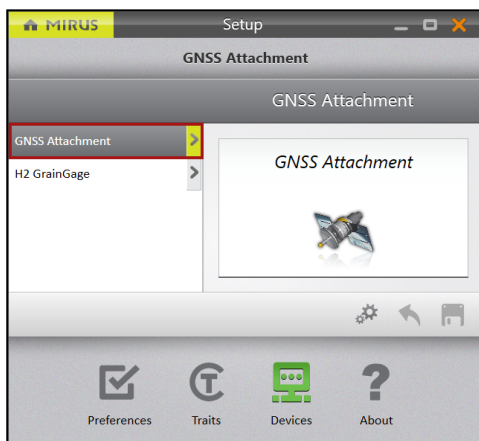 MIRUS Setup
GNSS Attachment
GNSS Attachment
GNSS Attachment
H2 GrainGage
GNSS Attachment
Preferences Traits Devices About